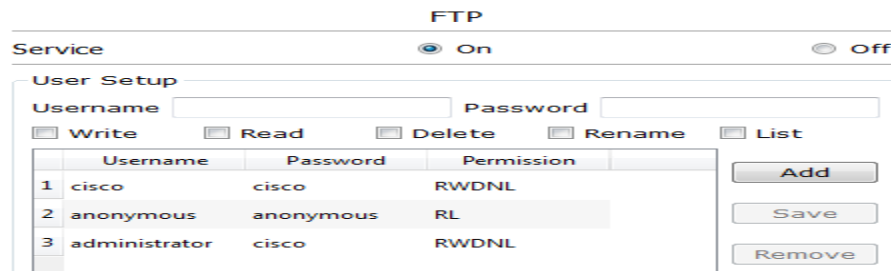 FTP
Service On Off
User Setup
Username Password
Write Read Delete Rename List
Username Password Permission
Add
1 cisco cisco RWDNL
2 anonymous anonymous RL
Save
3 administrator cisco RWDNL
Remove